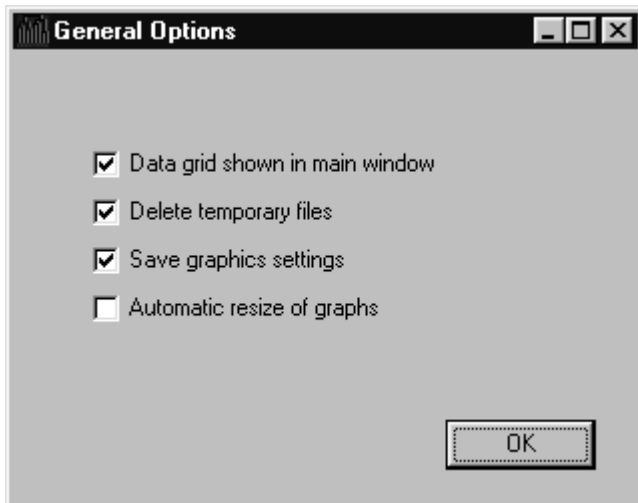 General Options
Data grid shown in main window
Delete temporary files
Save graphics settings
Automatic resize of graphs
OK